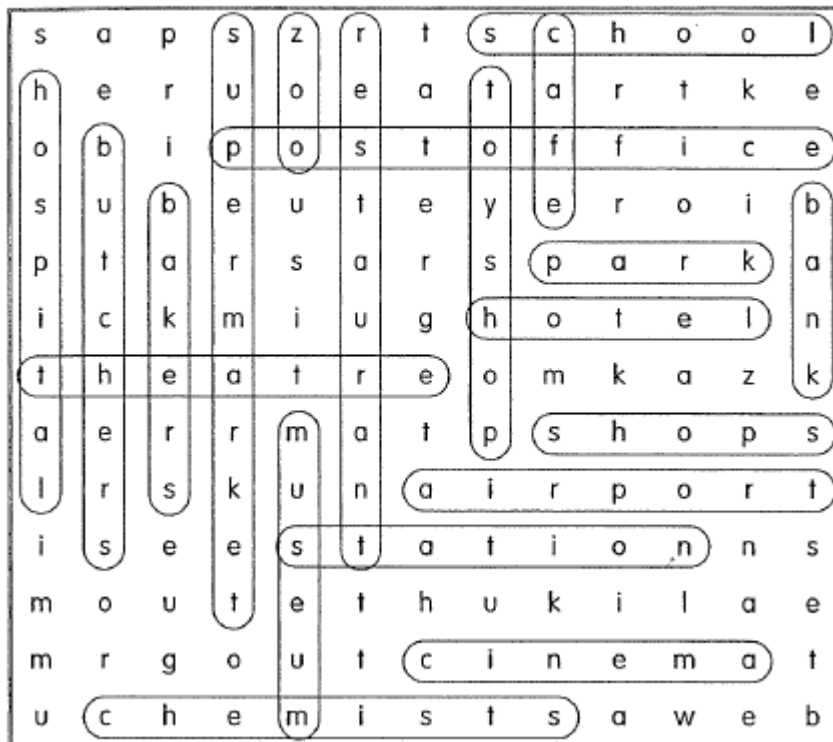 s a p s z r t s c h o o l
h e r u o e a t a r t k e
o b i p o s t o f f i c e
s u b e u t e y e r o i b
p t a r s a r s p a r k a
i c k m i u g h o t e l n
t h e a t r e o m k a z k
a e r r m a t p s h o p s
l r s k u n a i r p o r t
i s e e s t a t i o n n s
m o u t e t h u k i l a e
m r g o u t c i n e m a t
u c h e m i s t s a w e b